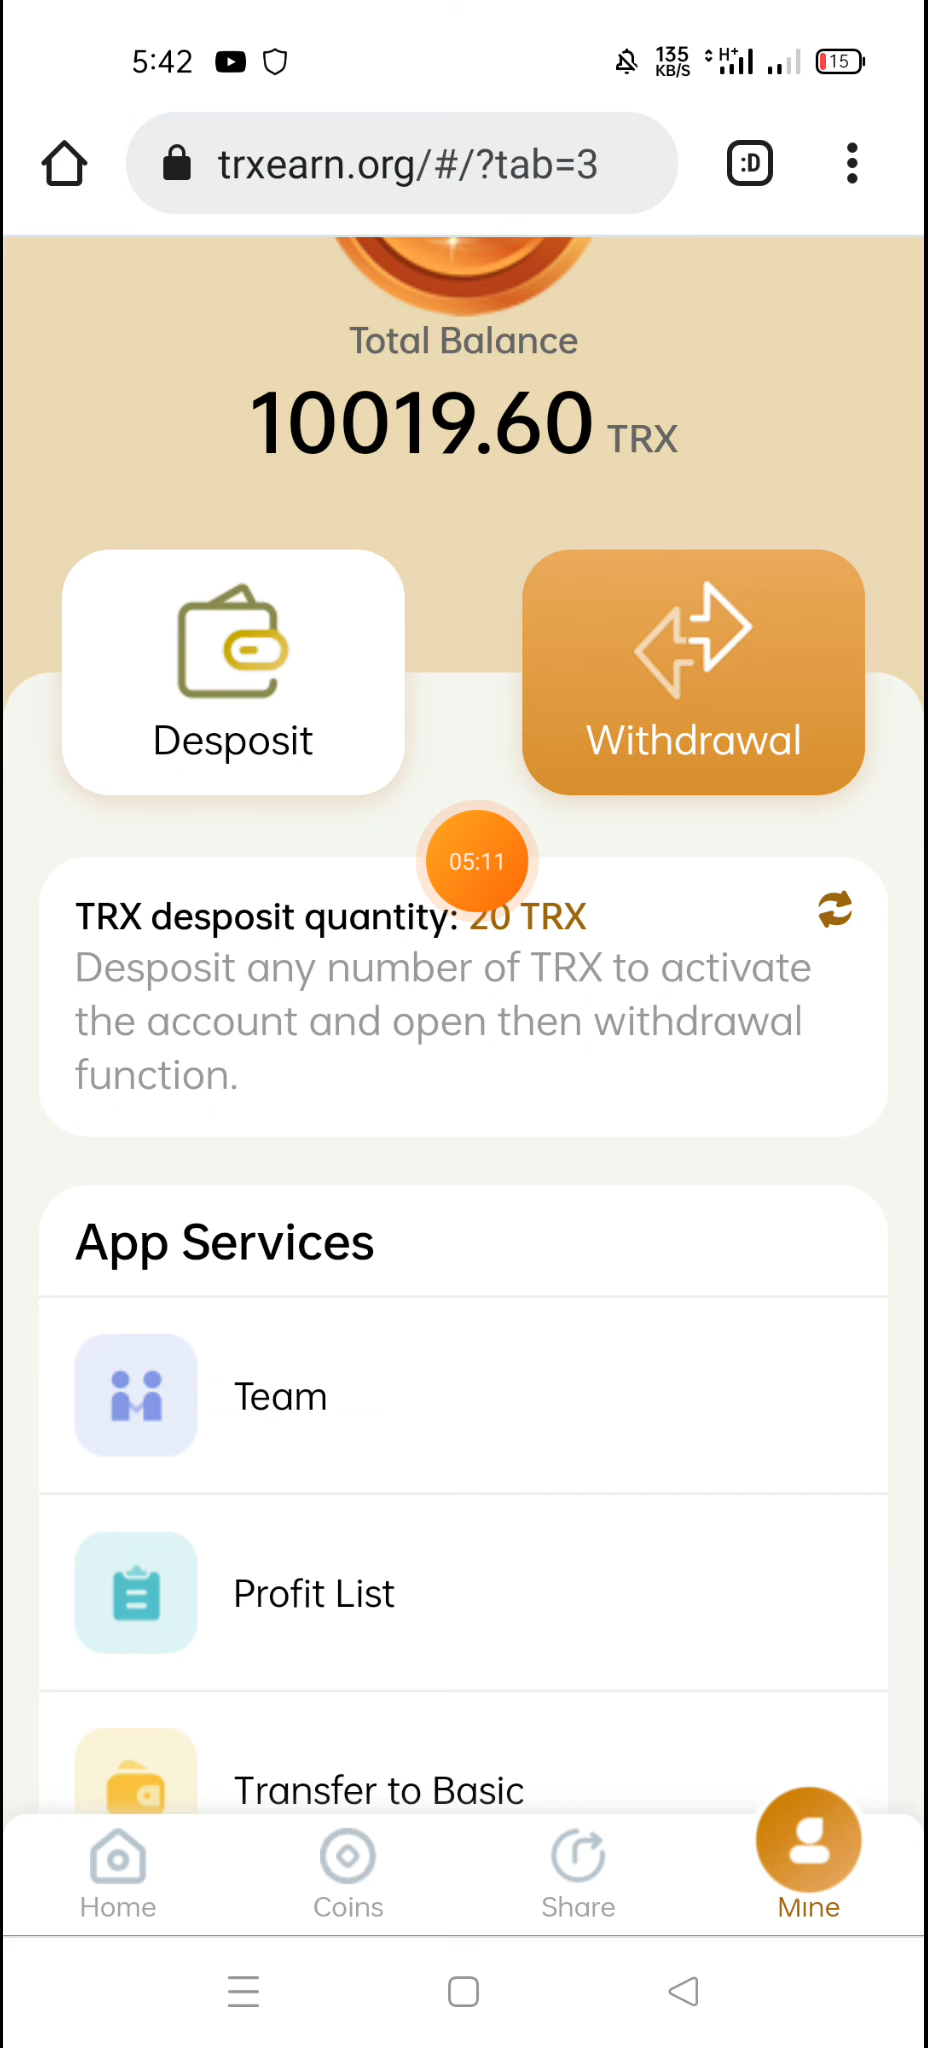 5:42
135
KB/S
H+
15
trxearn.org/#/?tab=3
:D
Total Balance
10019.60 TRX
Desposit
Withdrawal
05:11
TRX desposit quantity: 20 TRX
Desposit any number of TRX to activate
the account and open then withdrawal
function.
App Services
Team
Profit List
Transfer to Basic
Home
Coins
Share
Mine